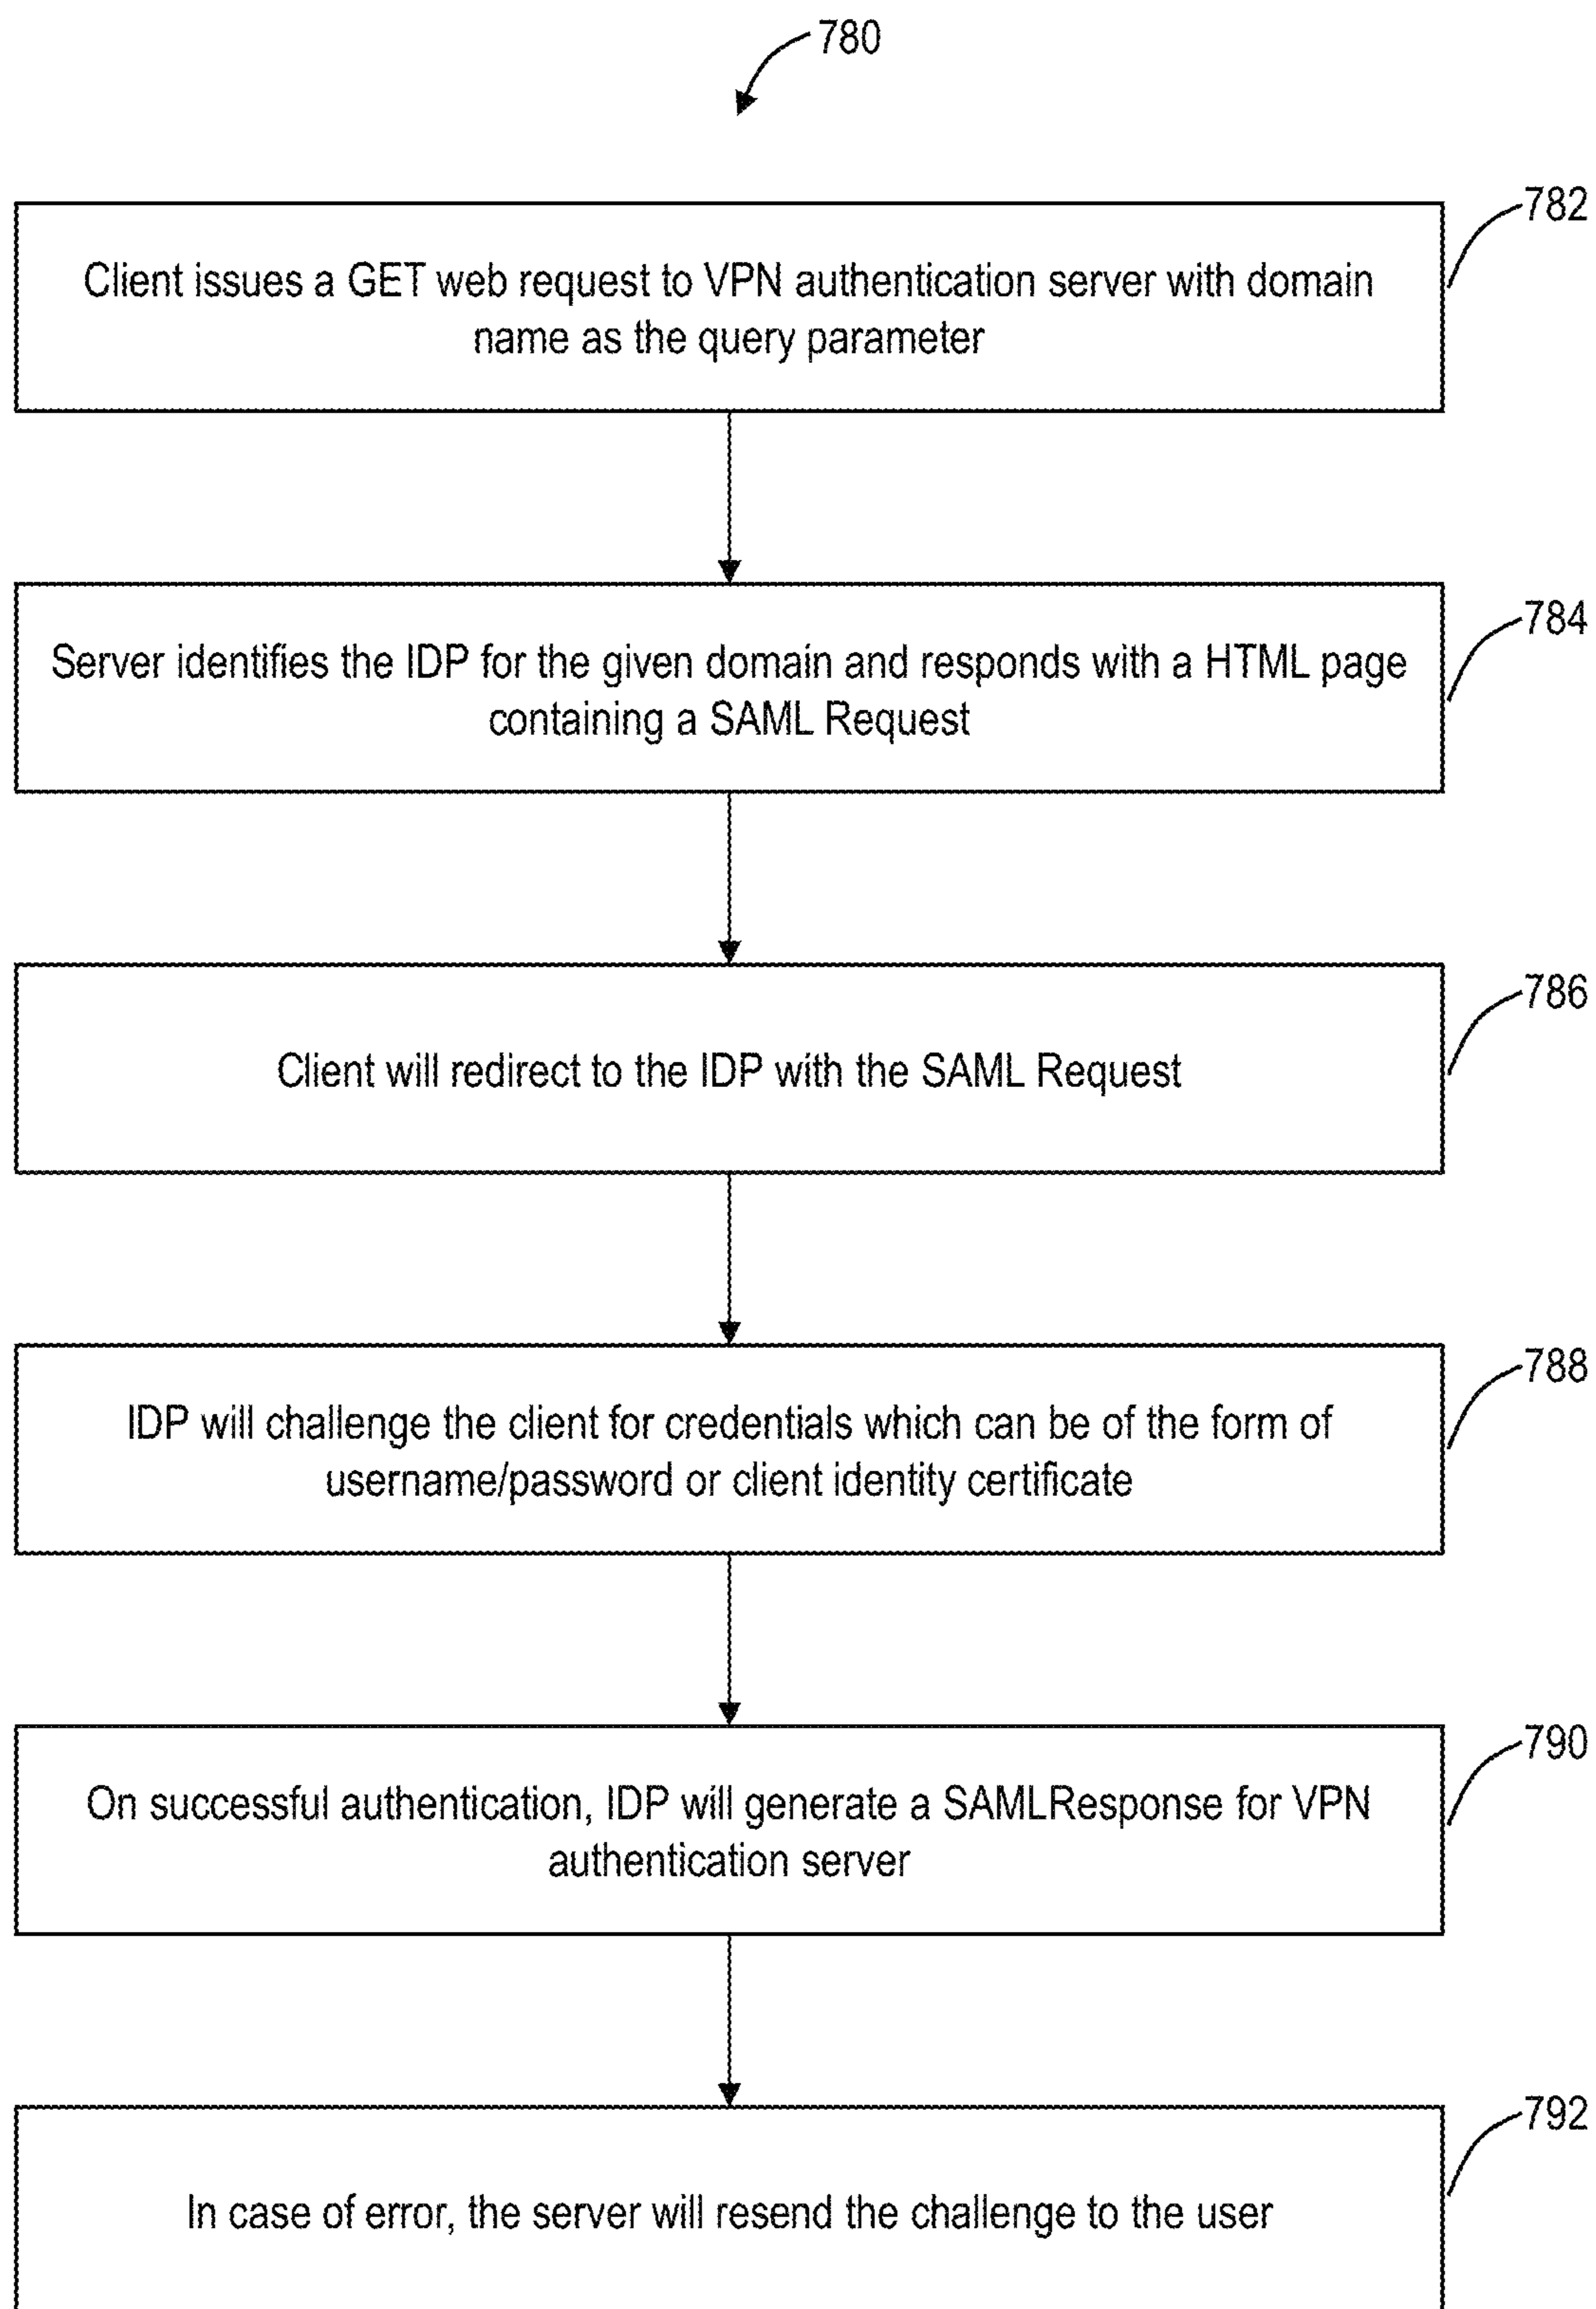 780
782
Client issues a GET web request to VPN authentication server with domain
name as the query parameter
784
Server identifies the IDP for the given domain and responds with a HTML page
containing a SAML Request
786
Client will redirect to the IDP with the SAML Request
788
IDP will challenge the client for credentials which can be of the form of
username/password or client identity certificate
790
On successful authentication, IDP will generate a SAMLResponse for VPN
authentication server
792
In case of error, the server will resend the challenge to the user